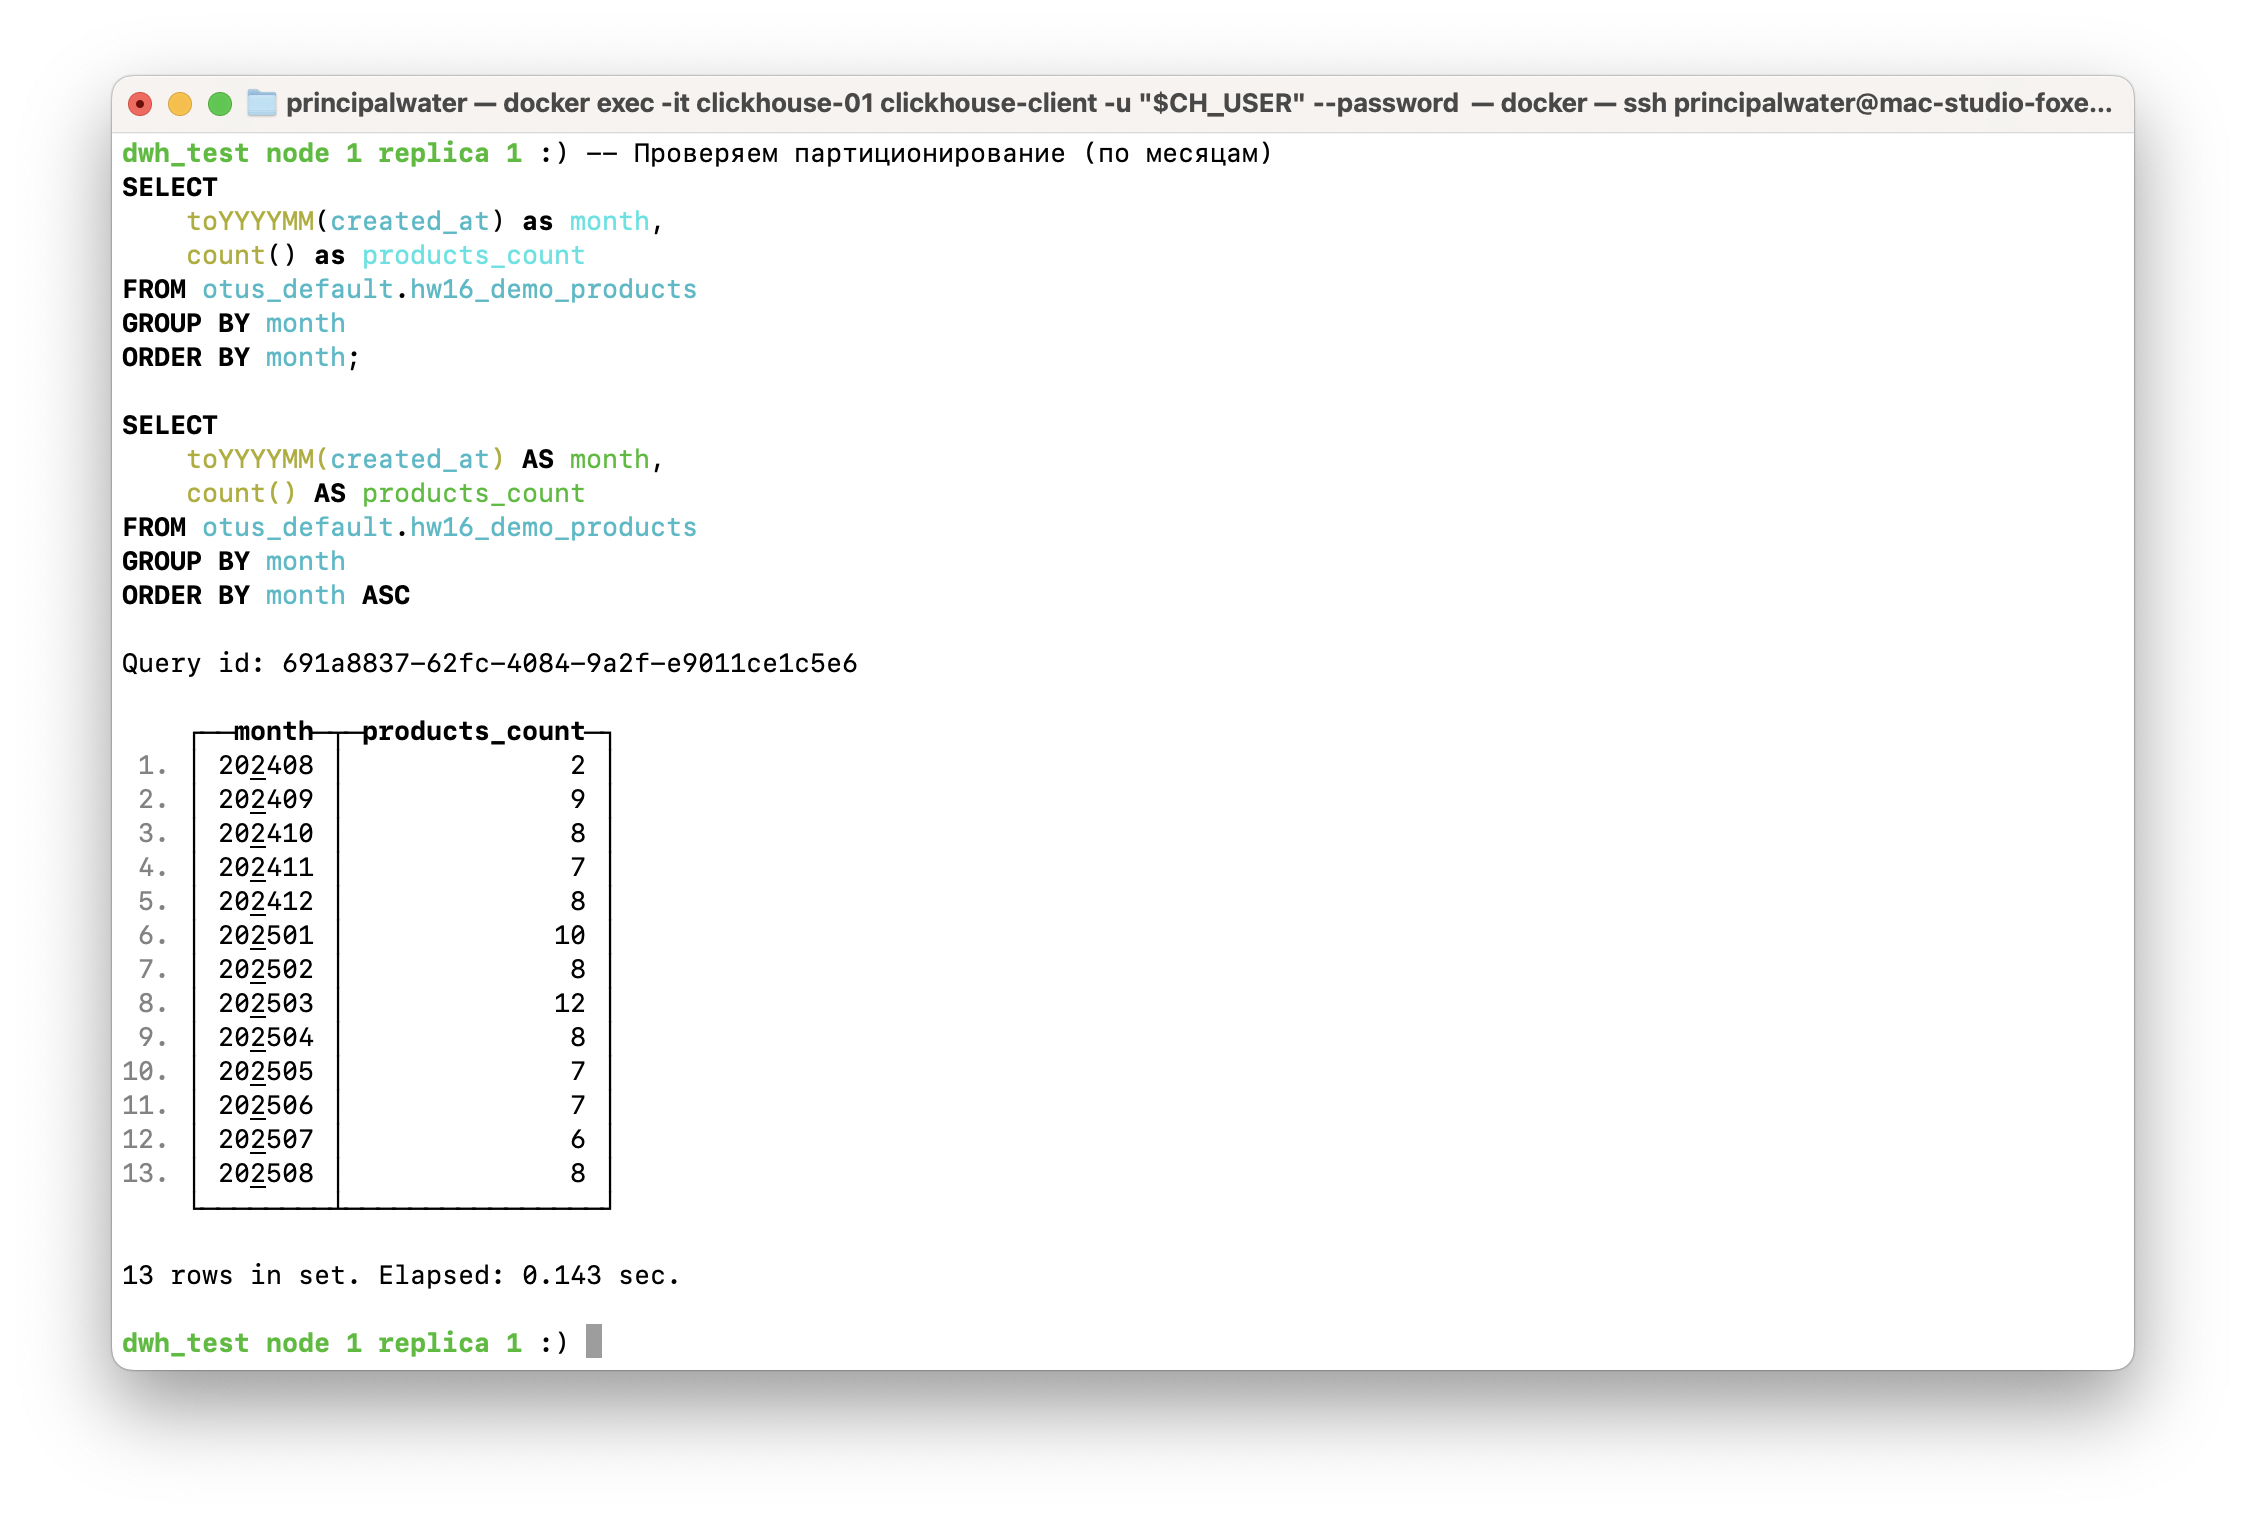 principalwater — docker exec -it clickhouse-01 clickhouse-client -u "$CH_USER" --password — docker — ssh principalwater@mac-studio-foxe...
dwh_test node 1 replica 1 :) -- Проверяем партиционирование (по месяцам)
SELECT
    toYYYYMM(created_at) as month,
    count() as products_count
FROM otus_default.hw16_demo_products
GROUP BY month
ORDER BY month;
SELECT
    toYYYYMM(created_at) AS month,
    count() AS products_count
FROM otus_default.hw16_demo_products
GROUP BY month
ORDER BY month ASC
Query id: 691a8837-62fc-4084-9a2f-e9011ce1c5e6
month products_count
1. 202408 2
2. 202409 9
3. 202410 8
4. 202411 7
5. 202412 8
6. 202501 10
7. 202502 8
8. 202503 12
9. 202504 8
10. 202505 7
11. 202506 7
12. 202507 6
13. 202508 8
13 rows in set. Elapsed: 0.143 sec.
dwh_test node 1 replica 1 :)